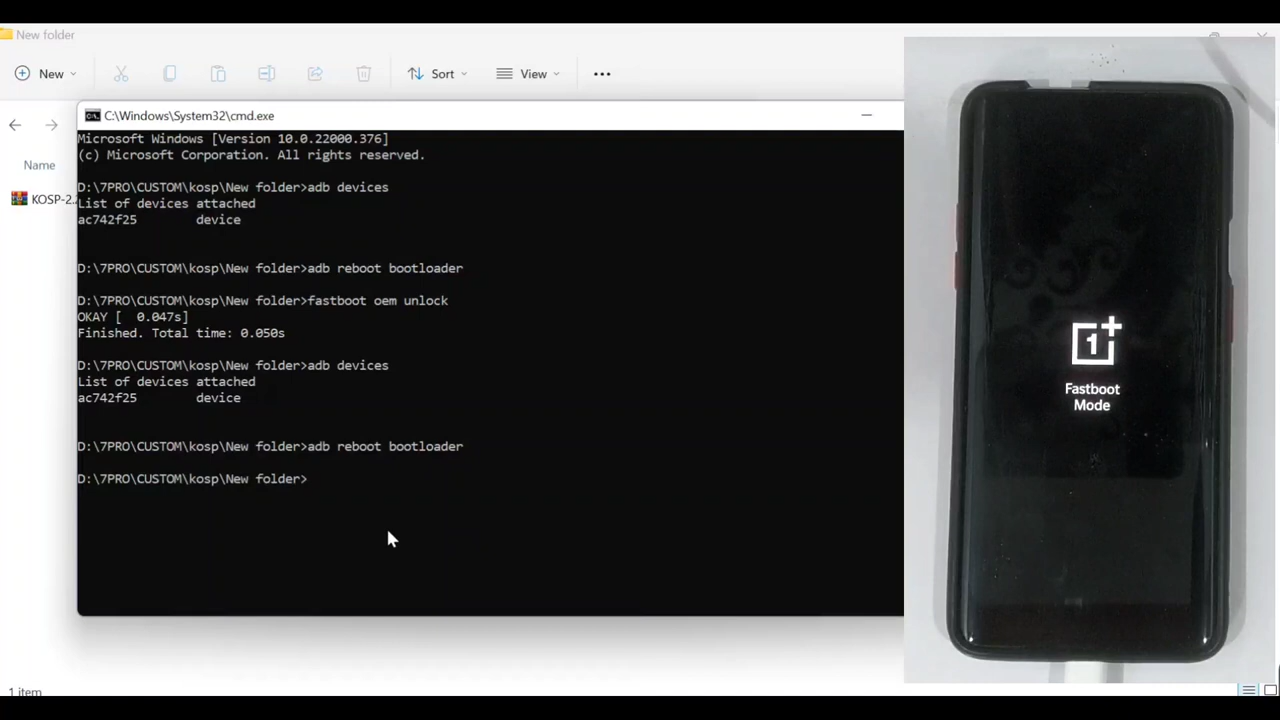 New folder
New
Sort
View
C:\Windows\System32\cmd.exe
Microsoft Windows [Version 10.0.22000.376]
(c) Microsoft Corporation. All rights reserved.
D:\7PRO\CUSTOM\kosp\New folder>adb devices
List of devices attached
ac742f25 device
D:\7PRO\CUSTOM\kosp\New folder>adb reboot bootloader
D:\7PRO\CUSTOM\kosp\New folder>fastboot oem unlock
OKAY [ 0.047s]
Finished. Total time: 0.050s
D:\7PRO\CUSTOM\kosp\New folder>adb devices
List of devices attached
ac742f25 device
D:\7PRO\CUSTOM\kosp\New folder>adb reboot bootloader
D:\7PRO\CUSTOM\kosp\New folder>
Name
KOSP-2.
1 item
1+
Fastboot
Mode